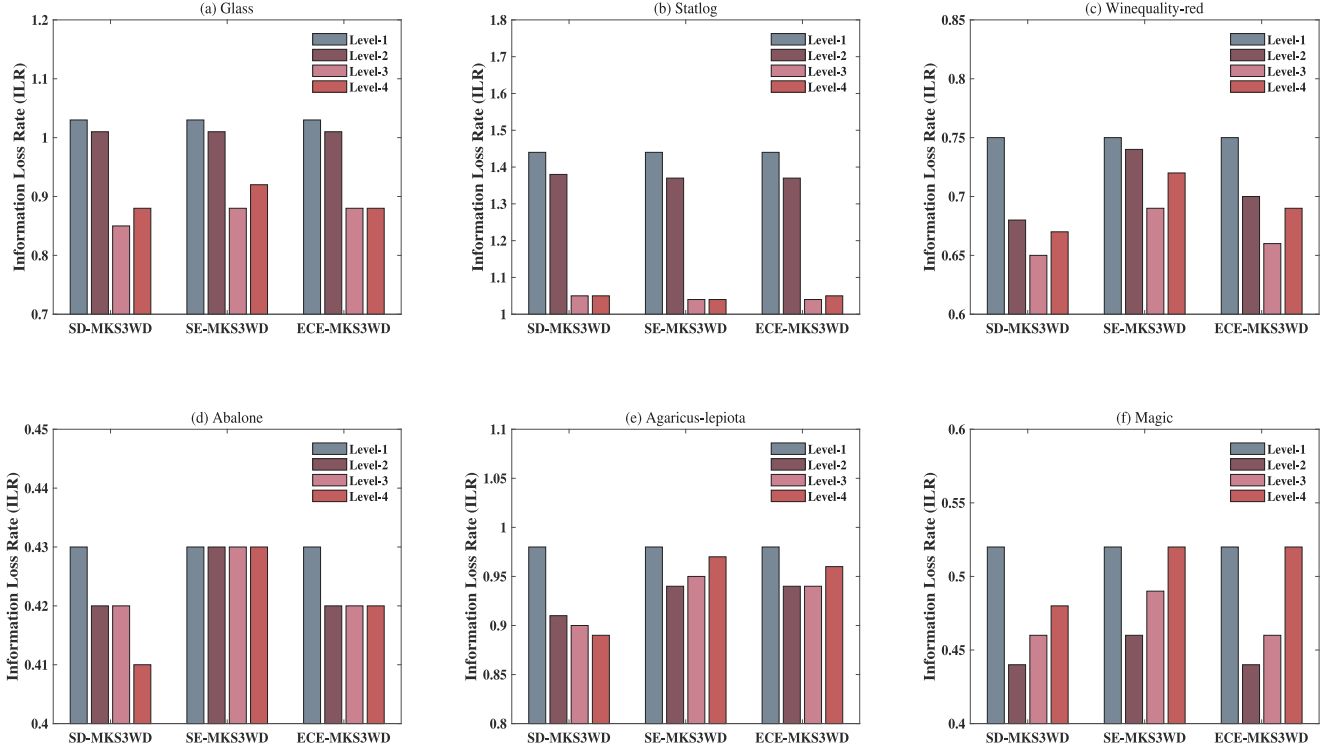 (a) Glass
Information Loss Rate (ILR)
1.2
1.1
1
0.9
0.8
0.7
Level-1
Level-2
Level-3
Level-4
SD-MKS3WD SE-MKS3WD ECE-MKS3WD
(b) Statlog
Information Loss Rate (ILR)
1.8
1.7
1.6
1.5
1.4
1.3
1.2
1.1
1
Level-1
Level-2
Level-3
Level-4
SD-MKS3WD SE-MKS3WD ECE-MKS3WD
(c) Winequality-red
Information Loss Rate (ILR)
0.85
0.8
0.75
0.7
0.65
0.6
Level-1
Level-2
Level-3
Level-4
SD-MKS3WD SE-MKS3WD ECE-MKS3WD
(d) Abalone
Information Loss Rate (ILR)
0.45
0.44
0.43
0.42
0.41
0.4
Level-1
Level-2
Level-3
Level-4
SD-MKS3WD SE-MKS3WD ECE-MKS3WD
(e) Agaricus-lepiota
Information Loss Rate (ILR)
1.1
1.05
1
0.95
0.9
0.85
0.8
Level-1
Level-2
Level-3
Level-4
SD-MKS3WD SE-MKS3WD ECE-MKS3WD
(f) Magic
Information Loss Rate (ILR)
0.6
0.55
0.5
0.45
0.4
Level-1
Level-2
Level-3
Level-4
SD-MKS3WD SE-MKS3WD ECE-MKS3WD